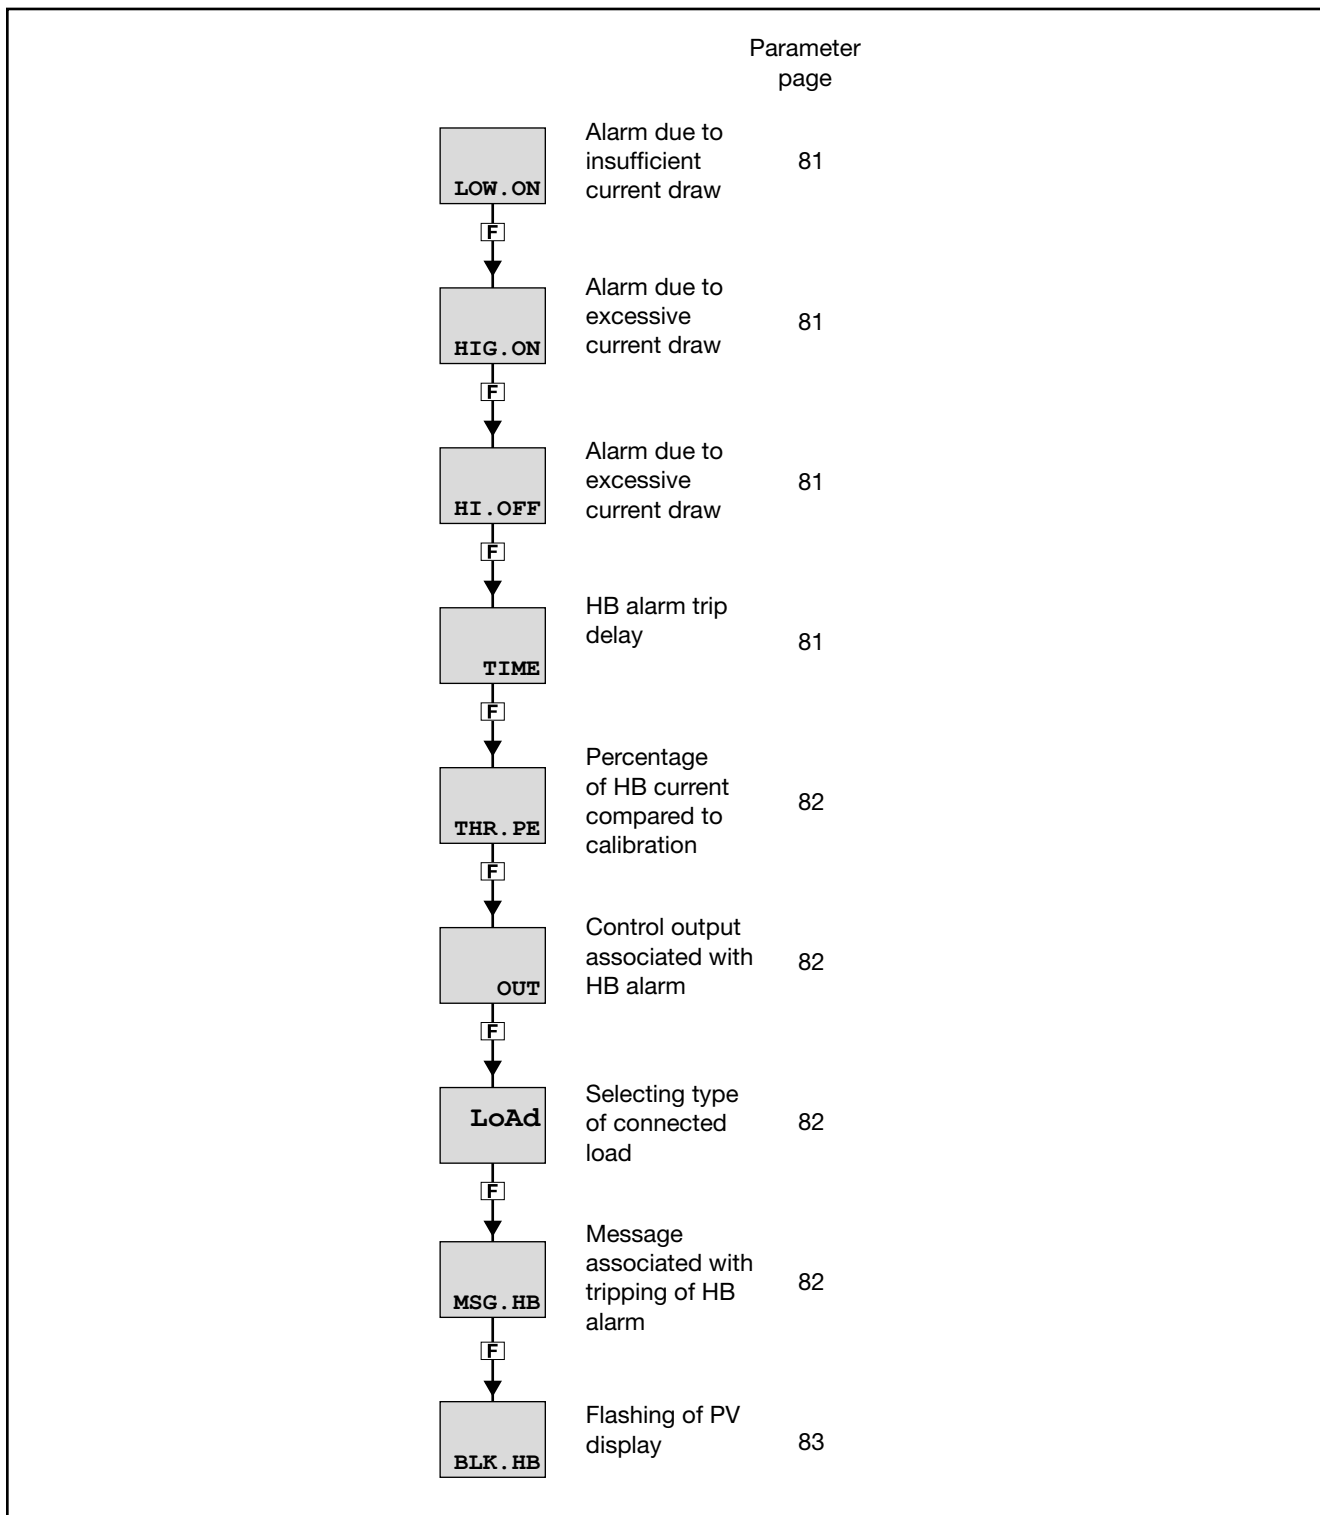 Parameter
page
Alarm due to
insufficient
current draw
81
LOW.ON
F
Alarm due to
excessive
current draw
81
HIG.ON
F
Alarm due to
excessive
current draw
81
HI.OFF
F
HB alarm trip
delay
81
TIME
F
Percentage
of HB current
compared to
calibration
82
THR.PE
F
Control output
associated with
HB alarm
82
OUT
F
Selecting type
of connected
load
82
LoAd
F
Message
associated with
tripping of HB
alarm
82
MSG.HB
F
Flashing of PV
display
83
BLK.HB